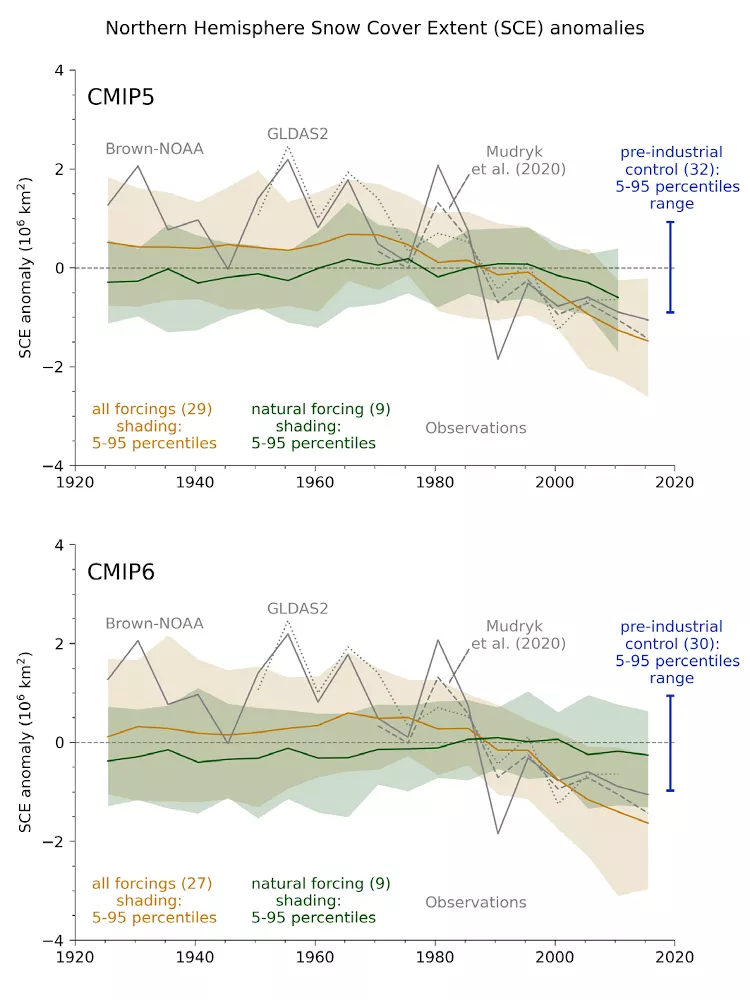 Northern Hemisphere Snow Cover Extent (SCE) anomalies
4
CMIP5
GLDAS2
Brown-NOAA
Mudryk
et al. (2020)
pre-industrial
control (32):
5-95 percentiles
range
2
SCE anomaly (10⁶ km²)
0
−2
all forcings (29)
shading:
5-95 percentiles
natural forcing (9)
shading:
5-95 percentiles
Observations
−4
1920
1940
1960
1980
2000
2020
4
CMIP6
GLDAS2
Brown-NOAA
Mudryk
et al. (2020)
pre-industrial
control (30):
5-95 percentiles
range
2
SCE anomaly (10⁶ km²)
0
−2
all forcings (27)
shading:
5-95 percentiles
natural forcing (9)
shading:
5-95 percentiles
Observations
−4
1920
1940
1960
1980
2000
2020